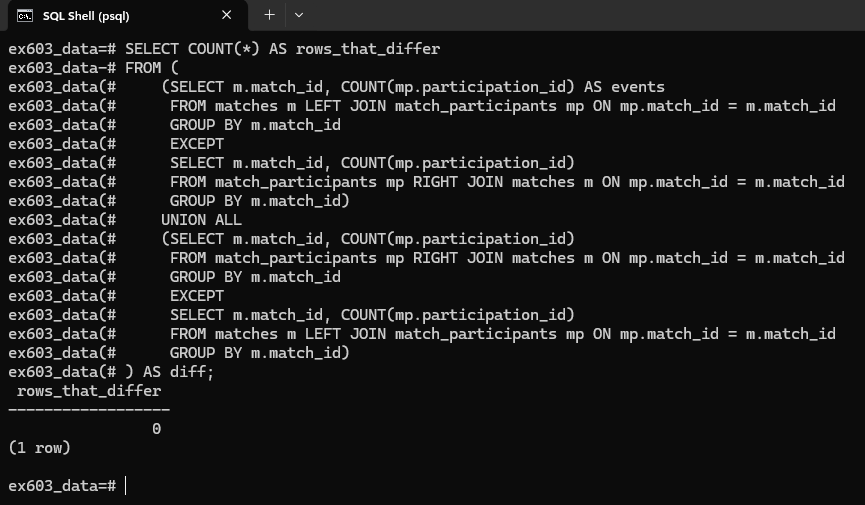 SQL Shell (psql)
ex603_data=# SELECT COUNT(*) AS rows_that_differ
ex603_data-# FROM (
ex603_data(#     (SELECT m.match_id, COUNT(mp.participation_id) AS events
ex603_data(#      FROM matches m LEFT JOIN match_participants mp ON mp.match_id = m.match_id
ex603_data(#      GROUP BY m.match_id
ex603_data(#      EXCEPT
ex603_data(#      SELECT m.match_id, COUNT(mp.participation_id)
ex603_data(#      FROM match_participants mp RIGHT JOIN matches m ON mp.match_id = m.match_id
ex603_data(#      GROUP BY m.match_id)
ex603_data(#     UNION ALL
ex603_data(#     (SELECT m.match_id, COUNT(mp.participation_id)
ex603_data(#      FROM match_participants mp RIGHT JOIN matches m ON mp.match_id = m.match_id
ex603_data(#      GROUP BY m.match_id
ex603_data(#      EXCEPT
ex603_data(#      SELECT m.match_id, COUNT(mp.participation_id)
ex603_data(#      FROM matches m LEFT JOIN match_participants mp ON mp.match_id = m.match_id
ex603_data(#      GROUP BY m.match_id)
ex603_data(# ) AS diff;
 rows_that_differ
------------------
                0
(1 row)
ex603_data=#